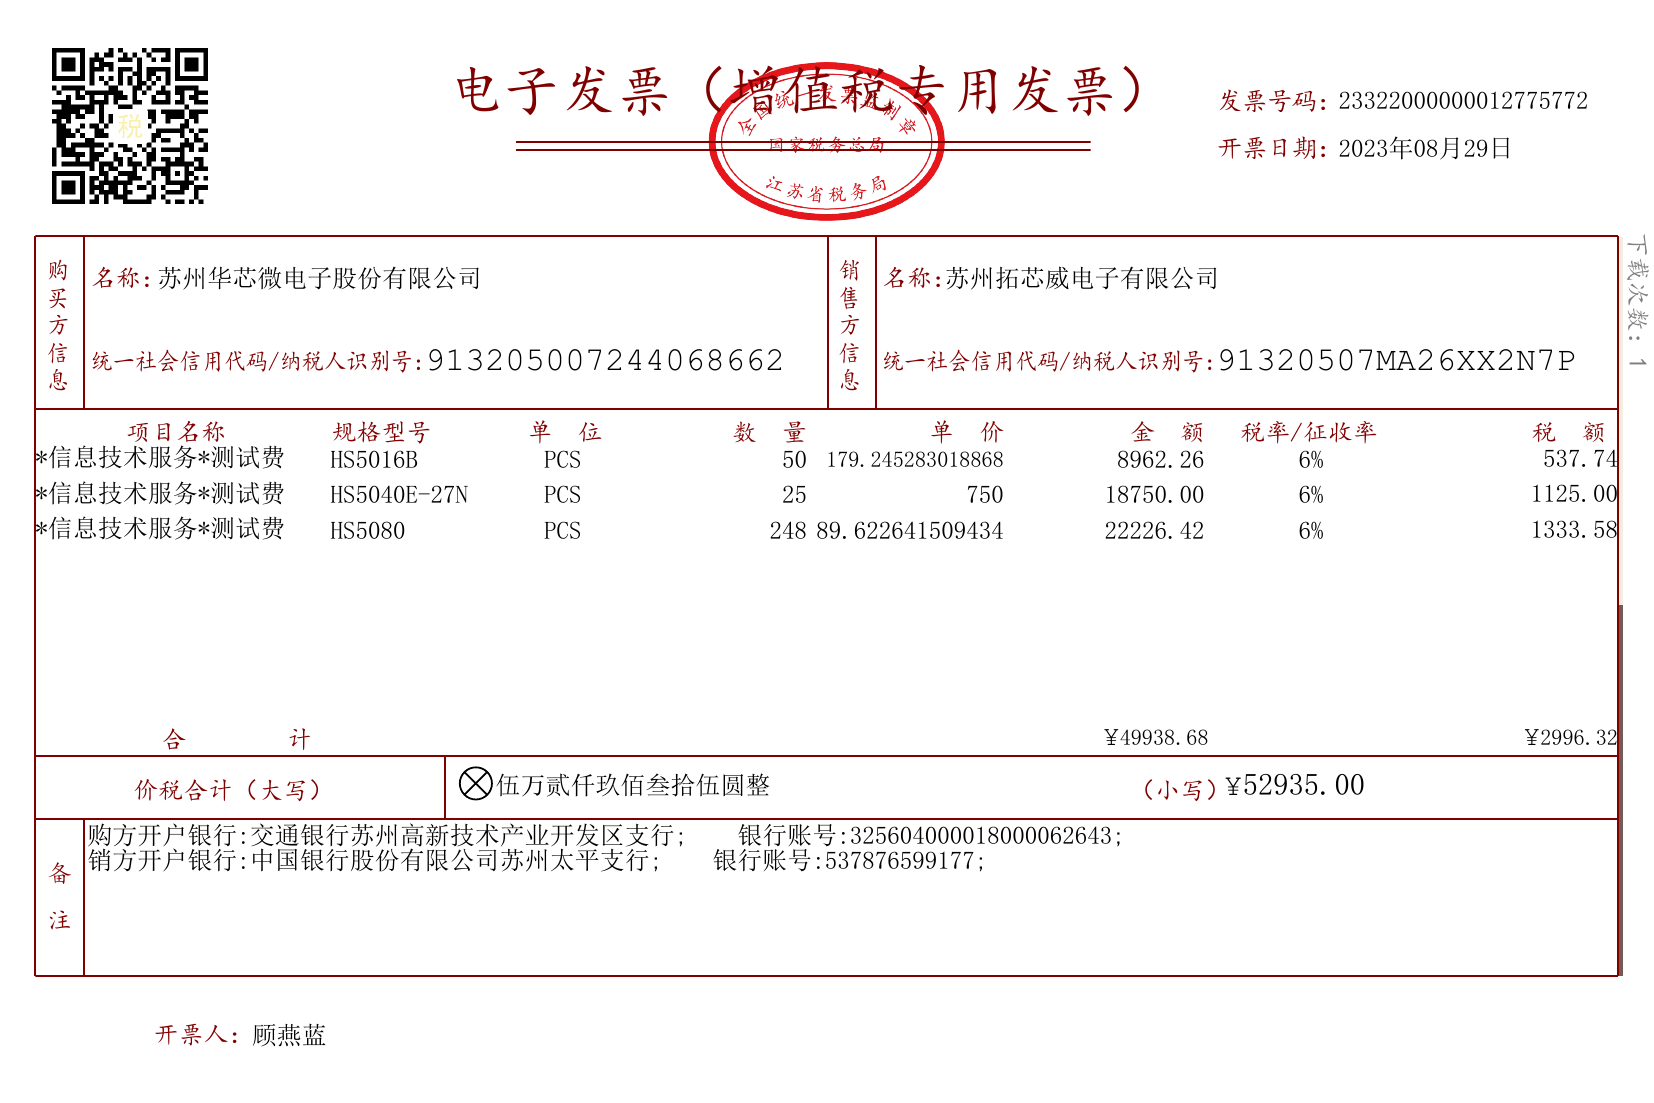 税
电子发票（增值税专用发票）
全国统一发票监制章
国家税务总局
江苏省税务局
发票号码：23322000000012775772
开票日期：2023年08月29日
下载次数：1
购买方信息
名称：苏州华芯微电子股份有限公司
统一社会信用代码/纳税人识别号：913205007244068662
销售方信息
名称：苏州拓芯威电子有限公司
统一社会信用代码/纳税人识别号：91320507MA26XX2N7P
项目名称 规格型号 单 位 数 量 单 价 金 额 税率/征收率 税 额
*信息技术服务*测试费 HS5016B PCS 50 179.245283018868 8962.26 6% 537.74
*信息技术服务*测试费 HS5040E-27N PCS 25 750 18750.00 6% 1125.00
*信息技术服务*测试费 HS5080 PCS 248 89.622641509434 22226.42 6% 1333.58
合 计 ¥49938.68 ¥2996.32
价税合计（大写） 伍万贰仟玖佰叁拾伍圆整 （小写）¥52935.00
备注
购方开户银行:交通银行苏州高新技术产业开发区支行; 银行账号:325604000018000062643;
销方开户银行:中国银行股份有限公司苏州太平支行; 银行账号:537876599177;
开票人：顾燕蓝